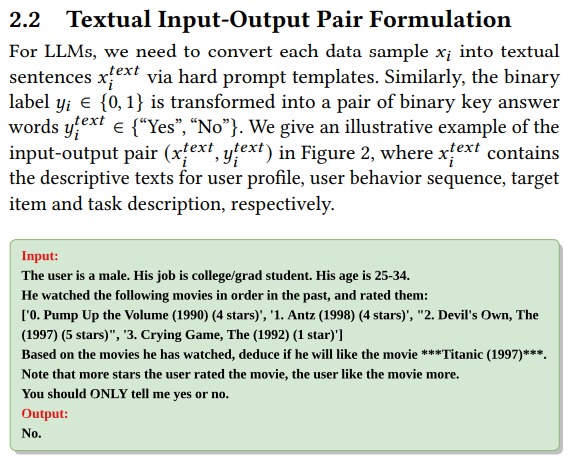 2.2 Textual Input-Output Pair Formulation
For LLMs, we need to convert each data sample x_i into textual
sentences x_i^{text} via hard prompt templates. Similarly, the binary
label y_i ∈ {0, 1} is transformed into a pair of binary key answer
words y_i^{text} ∈ {“Yes”, “No”}. We give an illustrative example of the
input-output pair (x_i^{text}, y_i^{text}) in Figure 2, where x_i^{text} contains
the descriptive texts for user profile, user behavior sequence, target
item and task description, respectively.
Input:
The user is a male. His job is college/grad student. His age is 25-34.
He watched the following movies in order in the past, and rated them:
['0. Pump Up the Volume (1990) (4 stars)', '1. Antz (1998) (4 stars)', "2. Devil's Own, The
(1997) (5 stars)", '3. Crying Game, The (1992) (1 star)']
Based on the movies he has watched, deduce if he will like the movie ***Titanic (1997)***.
Note that more stars the user rated the movie, the user like the movie more.
You should ONLY tell me yes or no.
Output:
No.